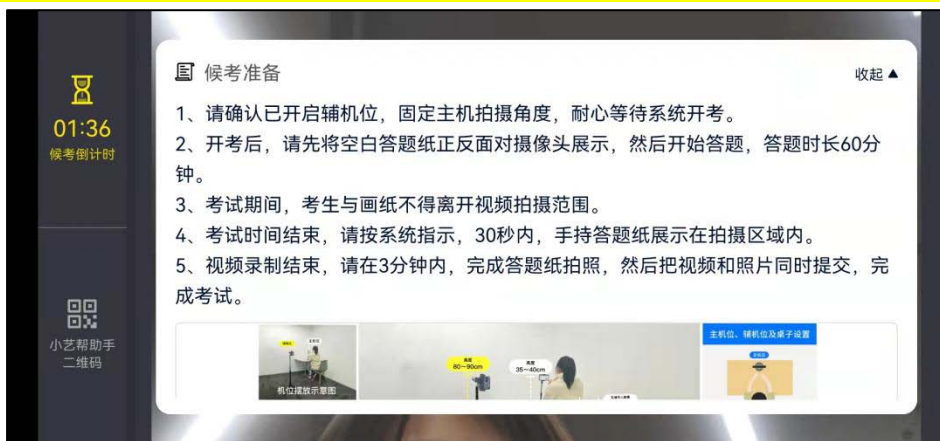 01:36
候考倒计时
小艺帮助手
二维码
候考准备
收起▲
1、请确认已开启辅机位，固定主机拍摄角度，耐心等待系统开考。
2、开考后，请先将空白答题纸正反面对摄像头展示，然后开始答题，答题时长60分
钟。
3、考试期间，考生与画纸不得离开视频拍摄范围。
4、考试时间结束，请按系统指示，30秒内，手持答题纸展示在拍摄区域内。
5、视频录制结束，请在3分钟内，完成答题纸拍照，然后把视频和照片同时提交，完
成考试。
机位摆放示意图
高度
60~90cm
高度
35~40cm
主机位、辅机位及桌子设置